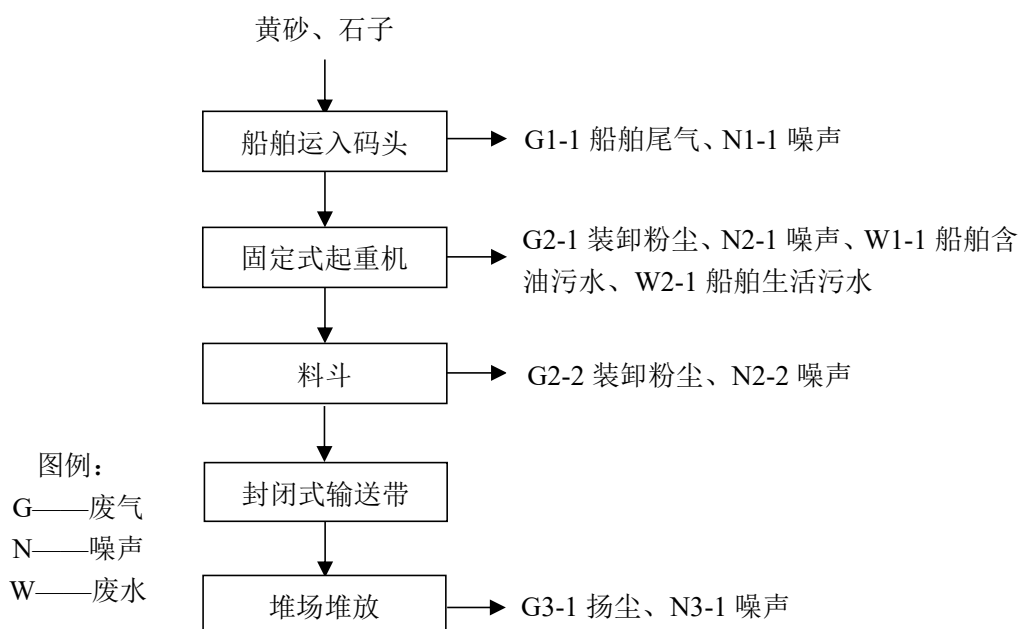 黄砂、石子
船舶运入码头
G1-1 船舶尾气、N1-1 噪声
固定式起重机
G2-1 装卸粉尘、N2-1 噪声、W1-1 船舶含
油污水、W2-1 船舶生活污水
料斗
G2-2 装卸粉尘、N2-2 噪声
封闭式输送带
图例：
G——废气
N——噪声
W——废水
堆场堆放
G3-1 扬尘、N3-1 噪声